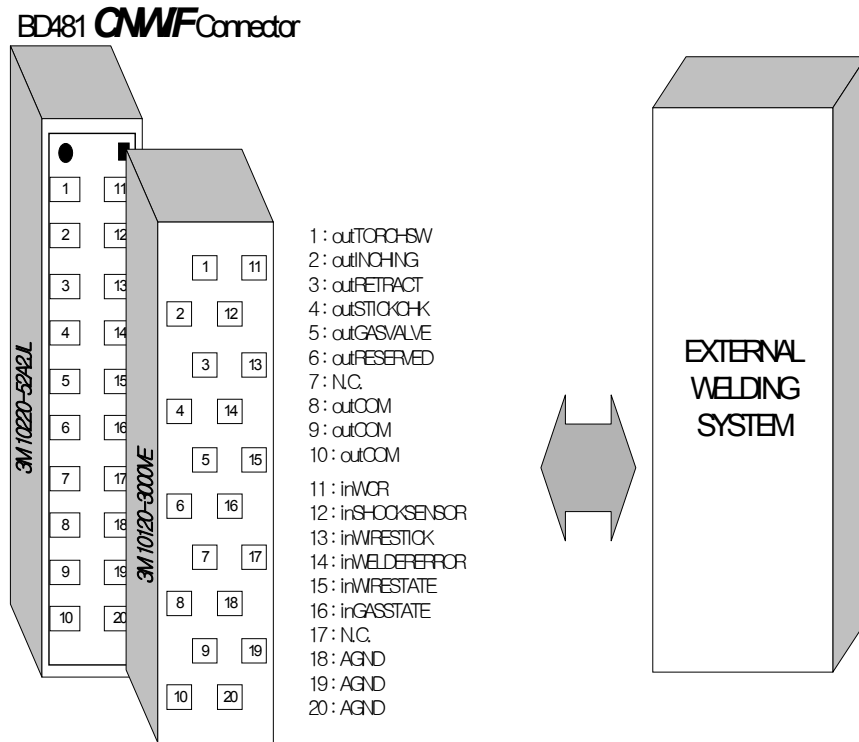 BD481 CNWIF Connector
1 11
2 12
3 13
4 14
5 15
6 16
7 17
8 18
9 19
10 20
3M 10220-52A2JL
1 11
2 12
3 13
4 14
5 15
6 16
7 17
8 18
9 19
10 20
3M 10120-3000VE
1 : outTORCHSW
2 : outINCHING
3 : outRETRACT
4 : outSTICKCHK
5 : outGASVALVE
6 : outRESERVED
7 : N.C.
8 : outCOM
9 : outCOM
10 : outCOM
11 : inWCR
12 : inSHOCKSENSOR
13 : inWIRESTICK
14 : inWELDERERROR
15 : inWIRESTATE
16 : inGASSTATE
17 : N.C.
18 : AGND
19 : AGND
20 : AGND
EXTERNAL
WELDING
SYSTEM